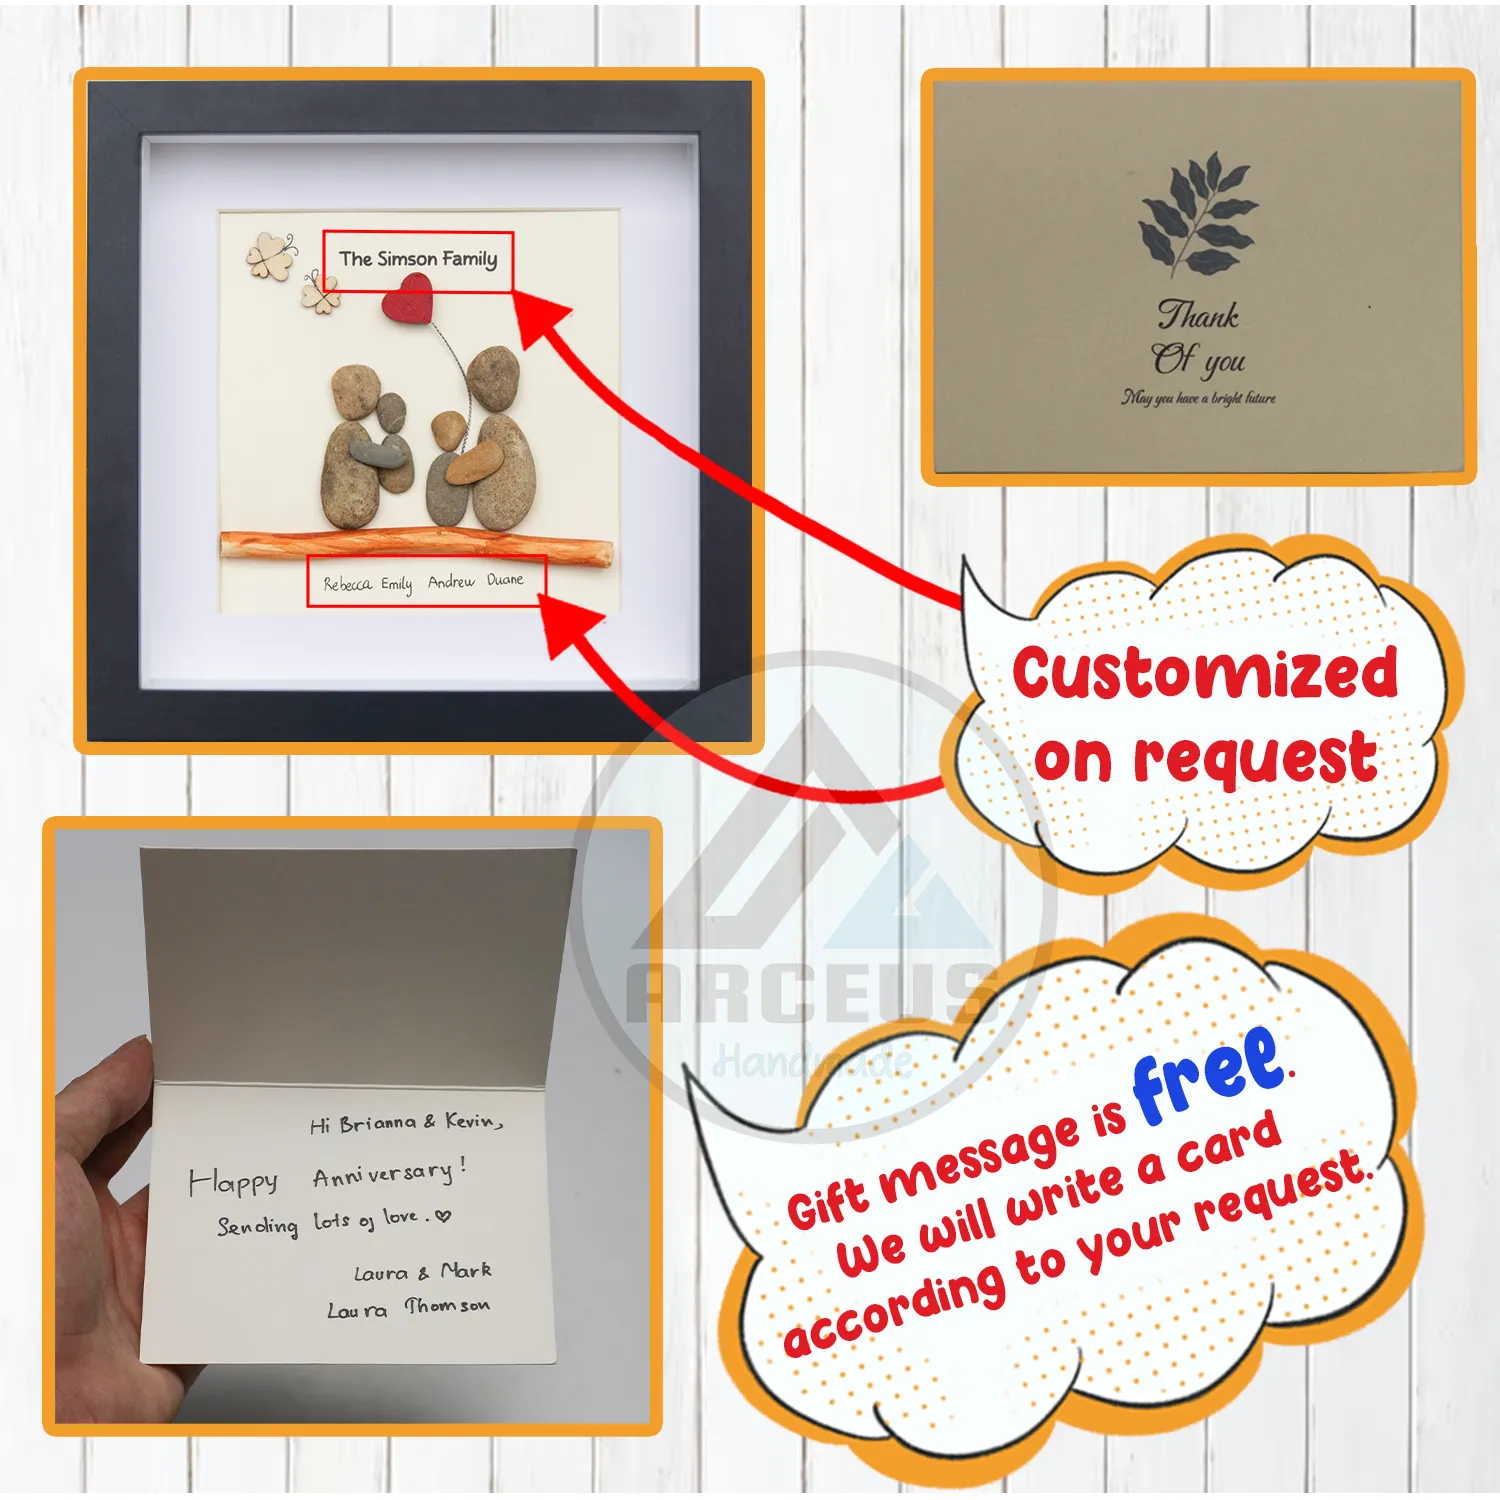 The Simson Family
Rebecca Emily Andrew Duane
Thank
Of you
May you have a bright future
Customized
on request
ARCEUS
Handmade
Hi Brianna & Kevin,
Happy Anniversary!
Sending lots of love. ♡
Laura & Mark
Laura Thomson
Gift message is free.
We will write a card
according to your request.